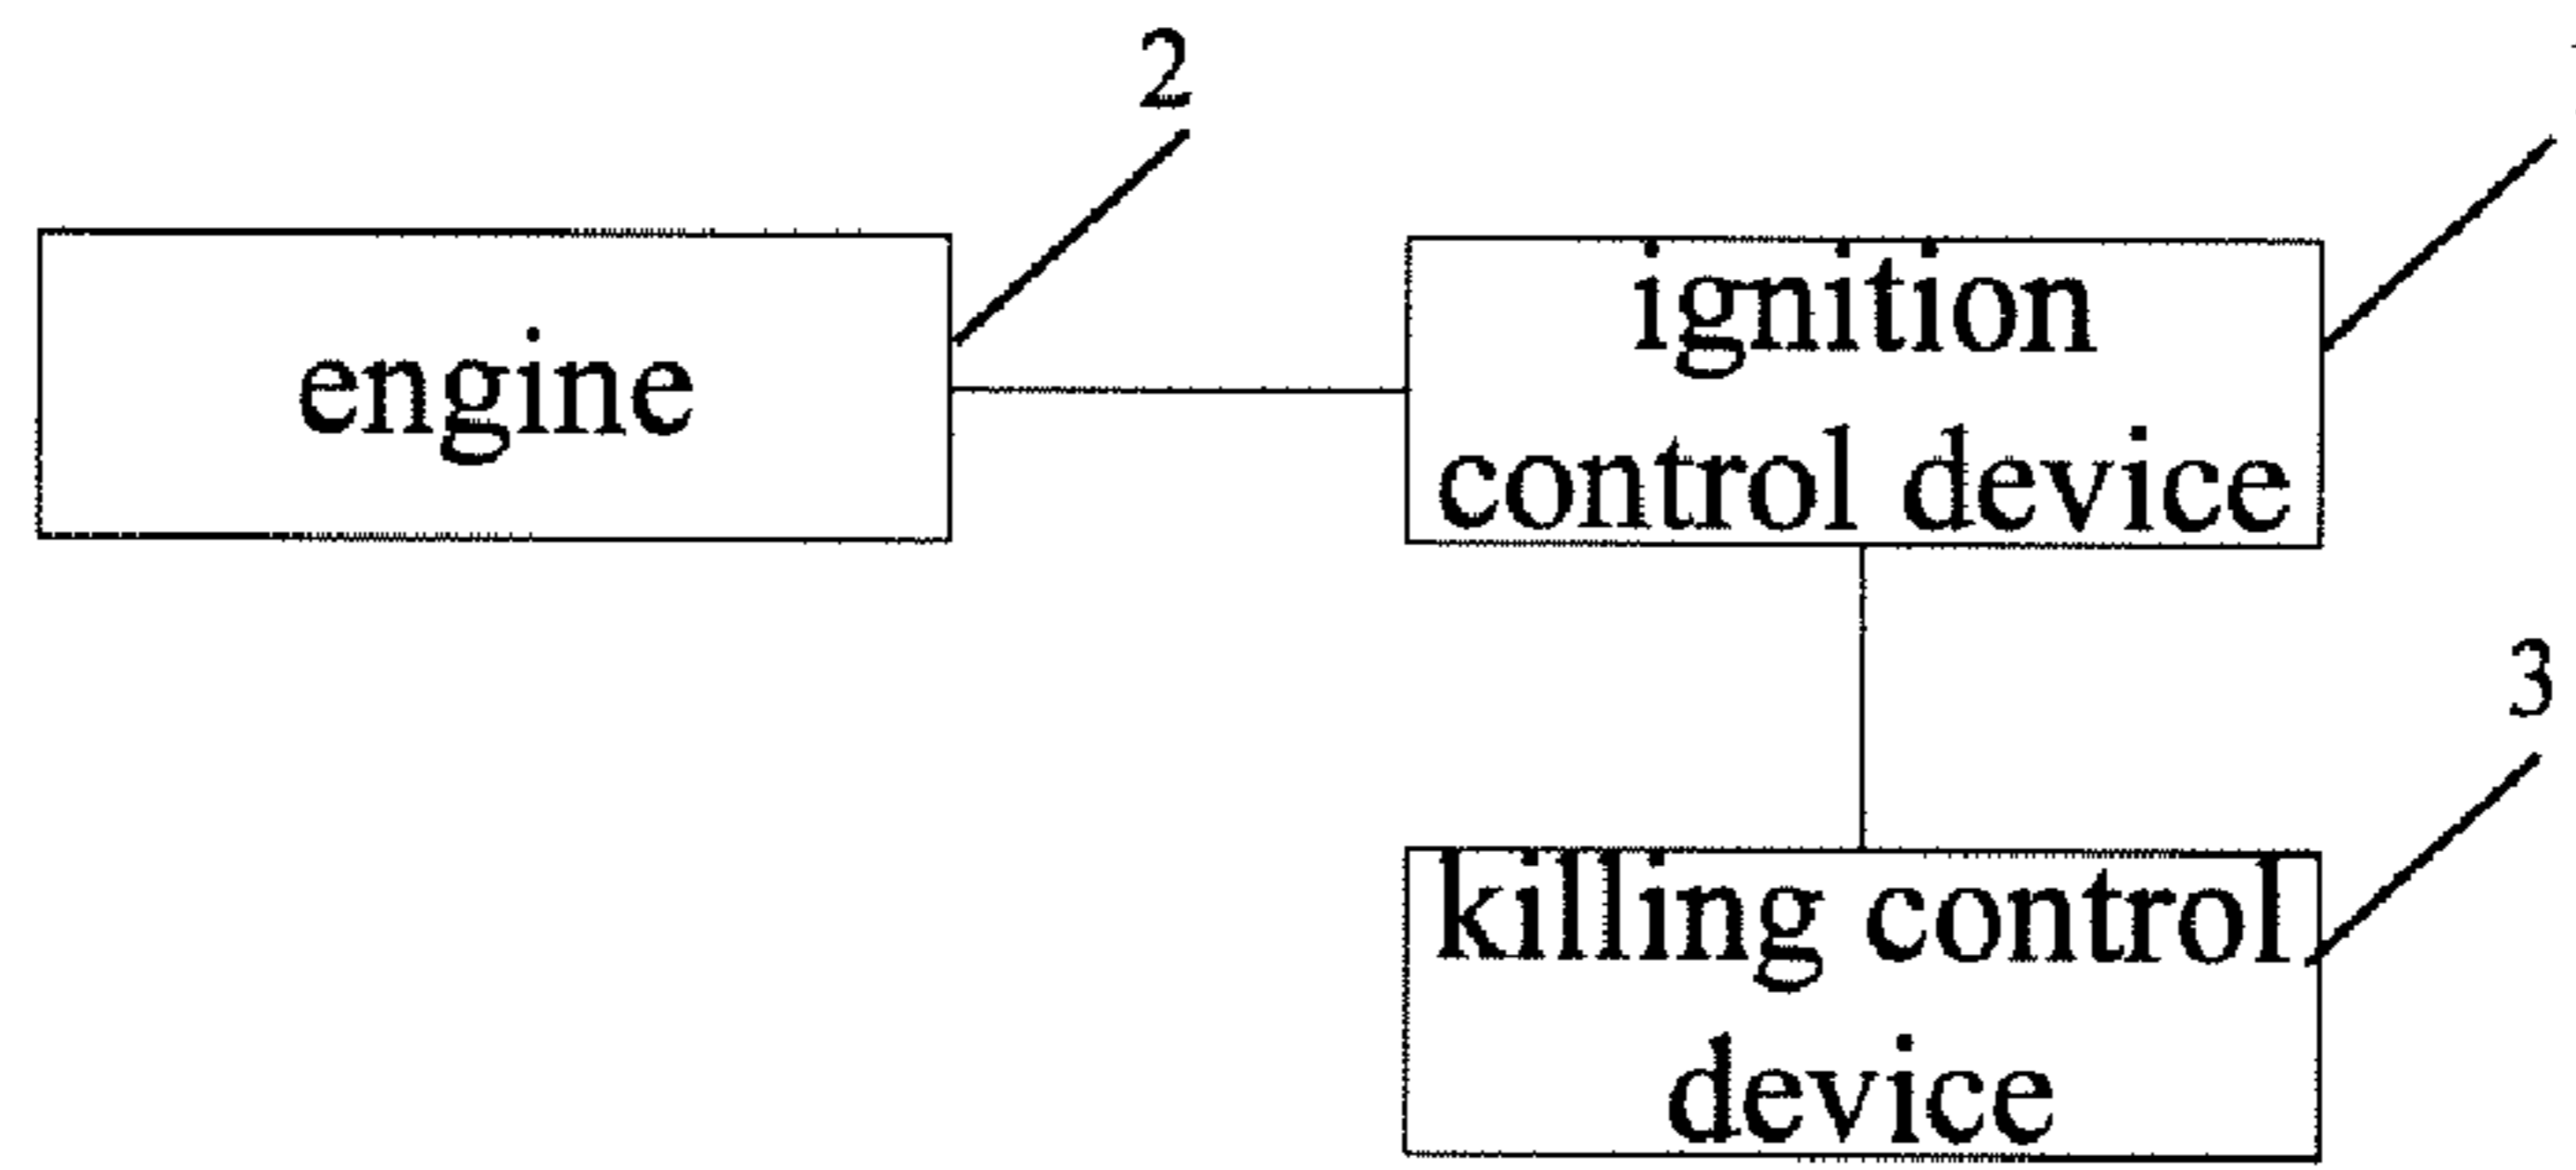 2
engine
ignition
control device
3
killing control
device